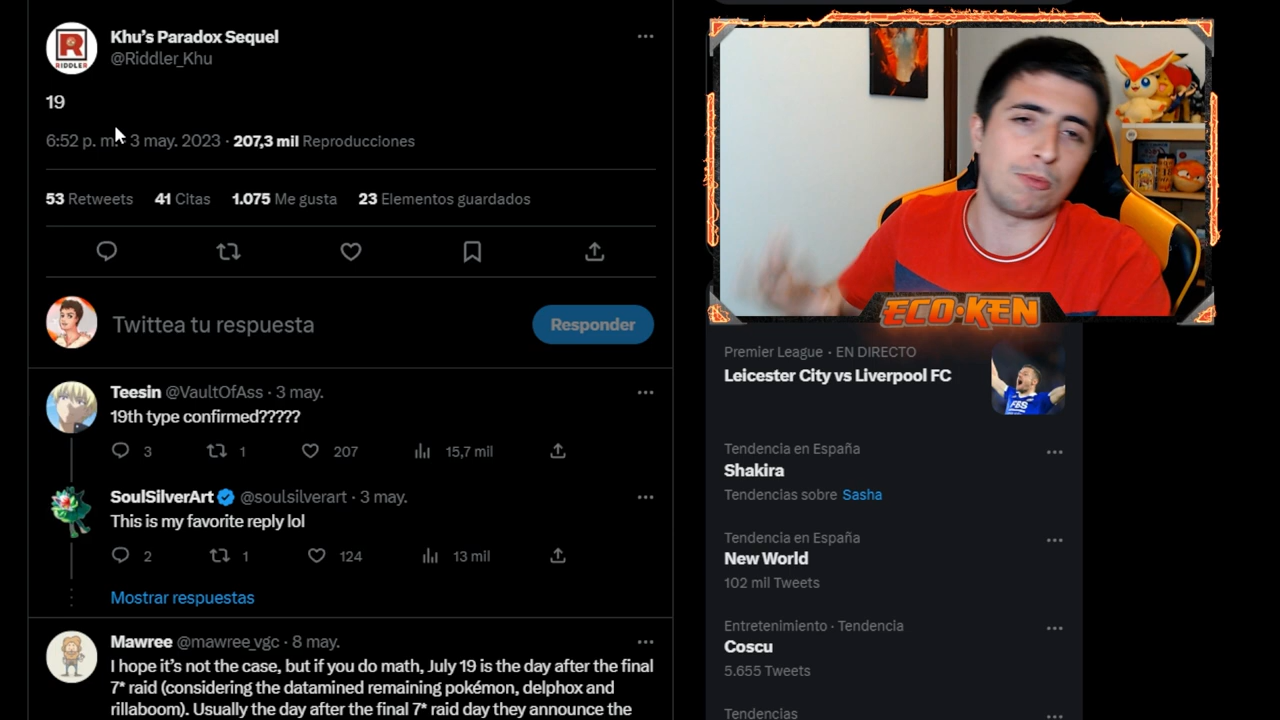 Khu's Paradox Sequel
@Riddler_Khu
RIDDLER
19
6:52 p. m. · 3 may. 2023 · 207,3 mil Reproducciones
53 Retweets 41 Citas 1.075 Me gusta 23 Elementos guardados
Twittea tu respuesta
Responder
Teesin @VaultOfAss · 3 may.
19th type confirmed?????
3 1 207 15,7 mil
SoulSilverArt @soulsilverart · 3 may.
This is my favorite reply lol
2 1 124 13 mil
Mostrar respuestas
Mawree @mawree_vgc · 8 may.
I hope it's not the case, but if you do math, July 19 is the day after the final
7* raid (considering the datamined remaining pokémon, delphox and
rillaboom). Usually the day after the final 7* raid day they announce the
ECO·KEN
Premier League · EN DIRECTO
Leicester City vs Liverpool FC
FBS
Tendencia en España
Shakira
Tendencias sobre Sasha
Tendencia en España
New World
102 mil Tweets
Entretenimiento · Tendencia
Coscu
5.655 Tweets
Tendencias